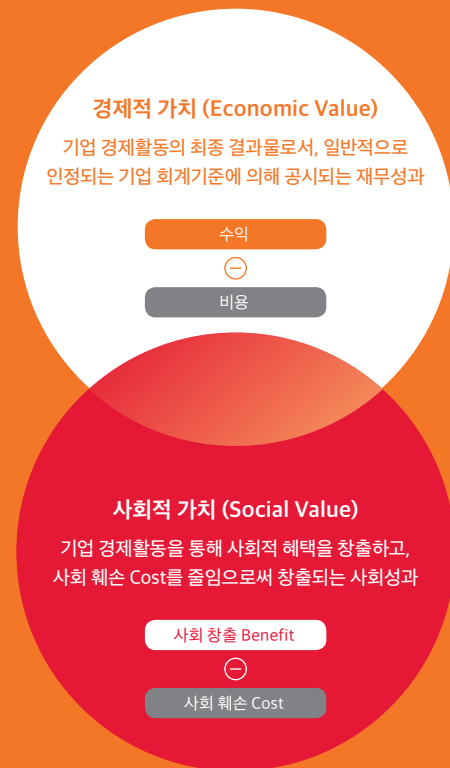 경제적 가치 (Economic Value)
기업 경제활동의 최종 결과물로서, 일반적으로
인정되는 기업 회계기준에 의해 공시되는 재무성과
수익
비용
사회적 가치 (Social Value)
기업 경제활동을 통해 사회적 혜택을 창출하고,
사회 훼손 Cost를 줄임으로써 창출되는 사회성과
사회 창출 Benefit
사회 훼손 Cost